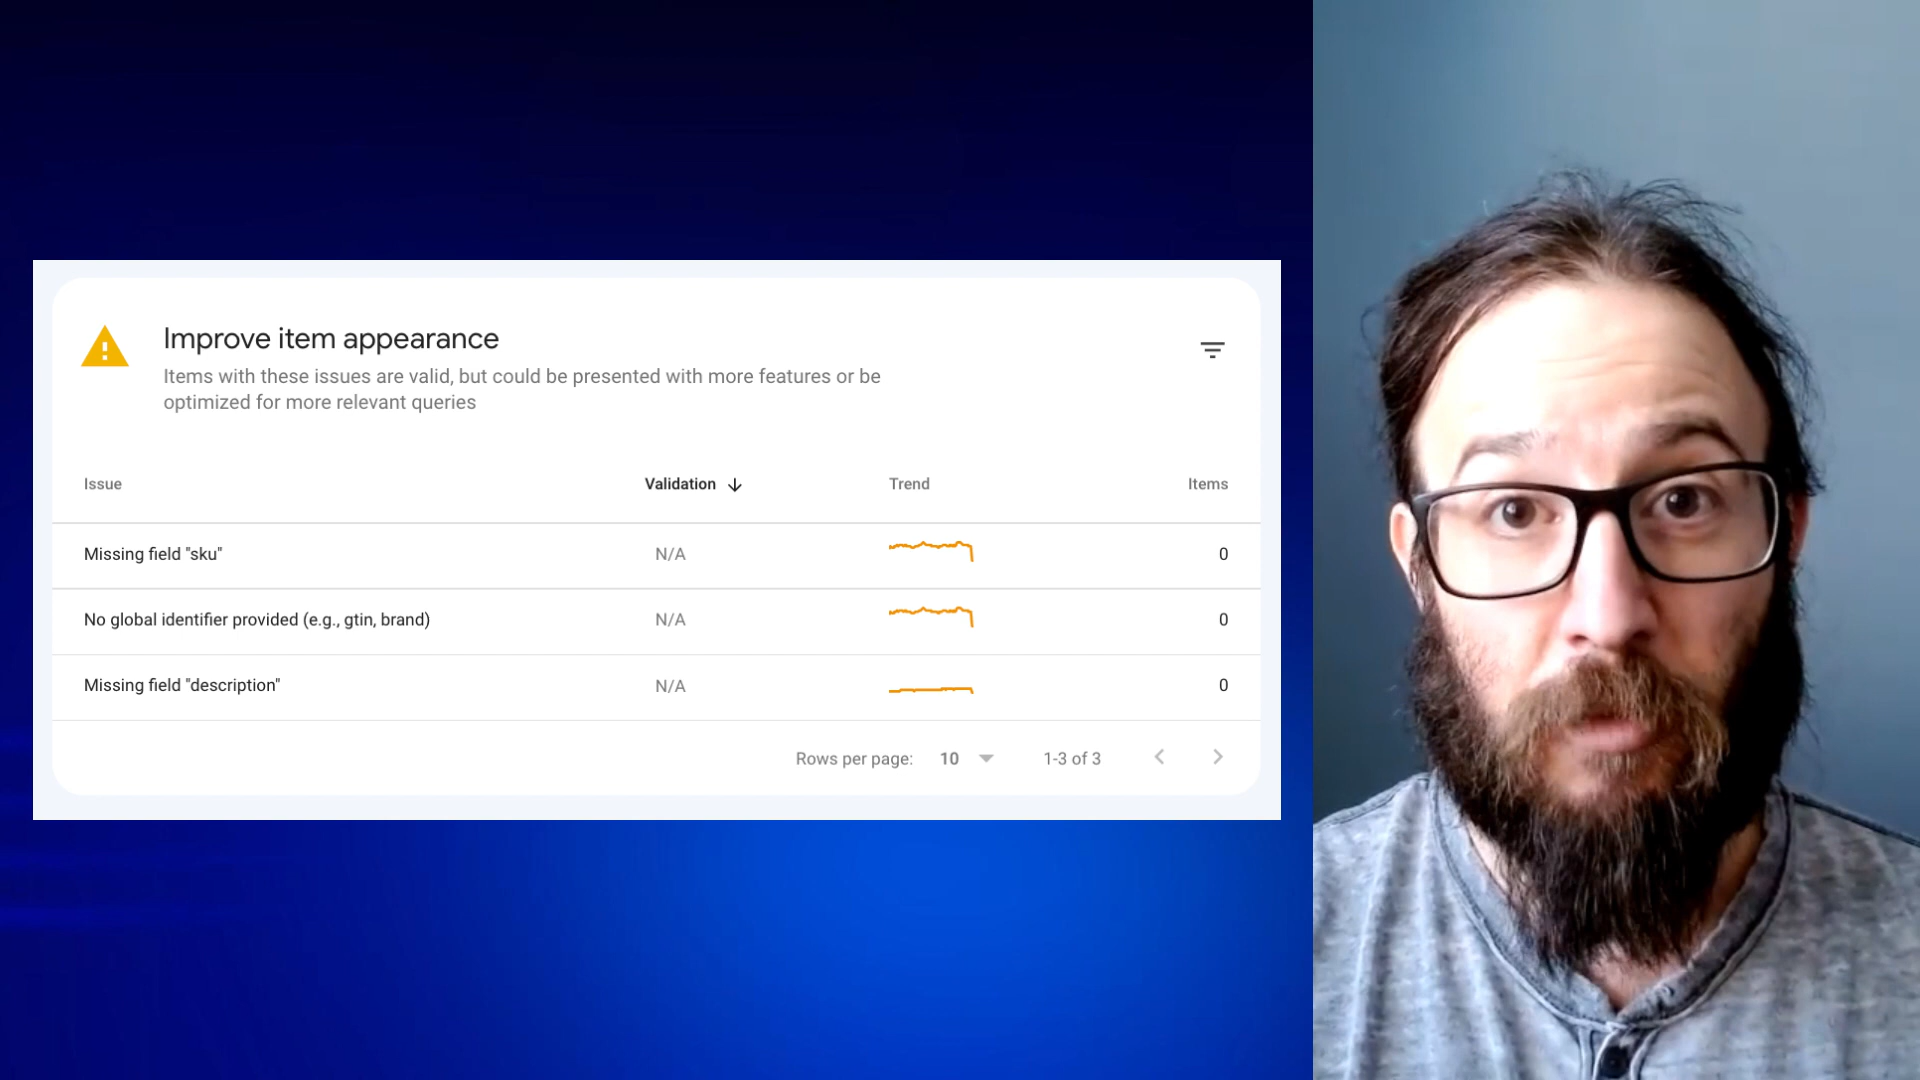 Improve item appearance
Items with these issues are valid, but could be presented with more features or be
optimized for more relevant queries
Issue Validation Trend Items
Missing field "sku" N/A 0
No global identifier provided (e.g., gtin, brand) N/A 0
Missing field "description" N/A 0
Rows per page: 10 1-3 of 3